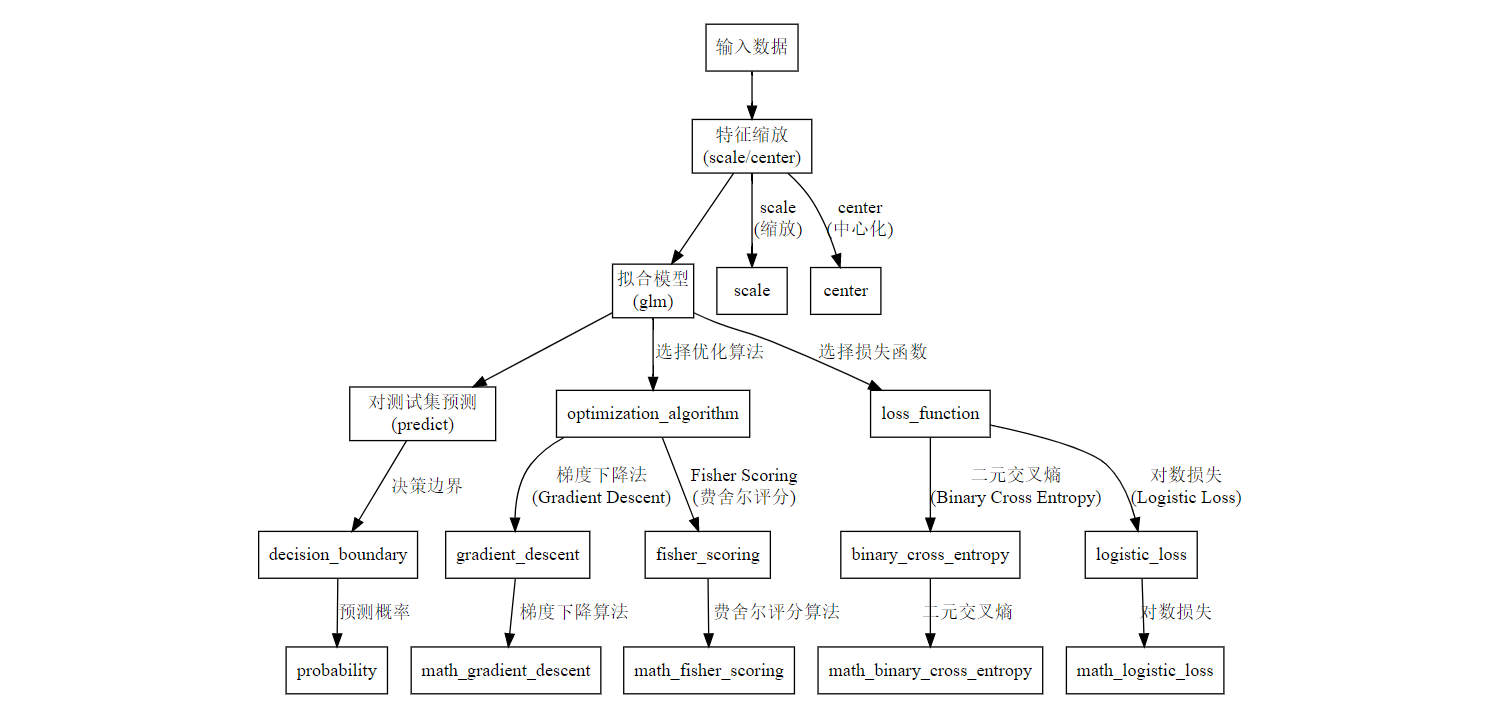 输入数据
特征缩放
(scale/center)
scale
(缩放)
center
(中心化)
拟合模型
(glm)
scale
center
选择优化算法
选择损失函数
对测试集预测
(predict)
optimization_algorithm
loss_function
决策边界
梯度下降法
(Gradient Descent)
Fisher Scoring
(费舍尔评分)
二元交叉熵
(Binary Cross Entropy)
对数损失
(Logistic Loss)
decision_boundary
gradient_descent
fisher_scoring
binary_cross_entropy
logistic_loss
预测概率
梯度下降算法
费舍尔评分算法
二元交叉熵
对数损失
probability
math_gradient_descent
math_fisher_scoring
math_binary_cross_entropy
math_logistic_loss